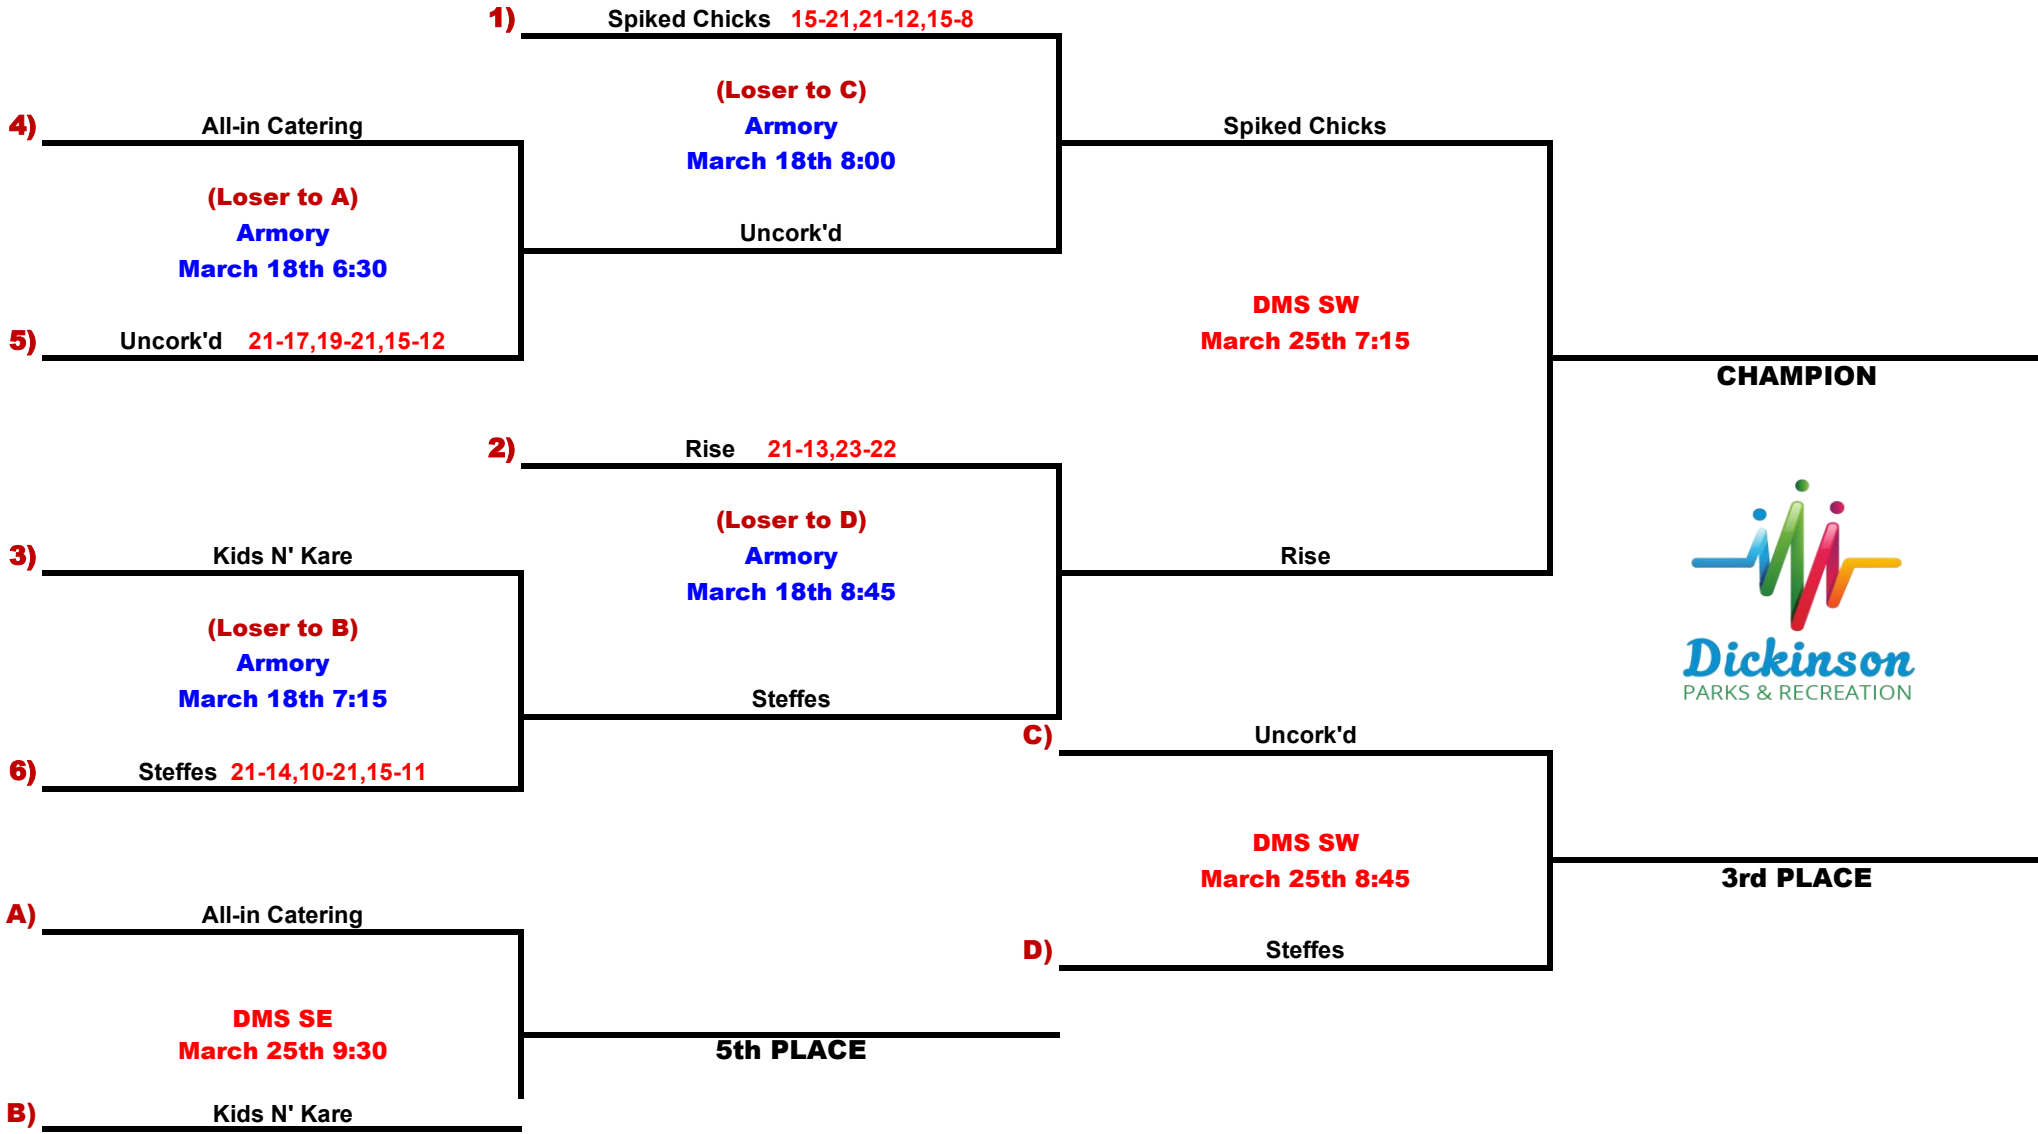 1) Spiked Chicks 15-21,21-12,15-8
(Loser to C)
Armory
March 18th 8:00
4) All-in Catering
Spiked Chicks
(Loser to A)
Armory
March 18th 6:30
Uncork'd
DMS SW
March 25th 7:15
5) Uncork'd 21-17,19-21,15-12
CHAMPION
2) Rise 21-13,23-22
(Loser to D)
Armory
March 18th 8:45
3) Kids N' Kare
Rise
(Loser to B)
Armory
March 18th 7:15
Steffes
Dickinson
PARKS & RECREATION
C) Uncork'd
6) Steffes 21-14,10-21,15-11
DMS SW
March 25th 8:45
3rd PLACE
A) All-in Catering
D) Steffes
DMS SE
March 25th 9:30
5th PLACE
B) Kids N' Kare